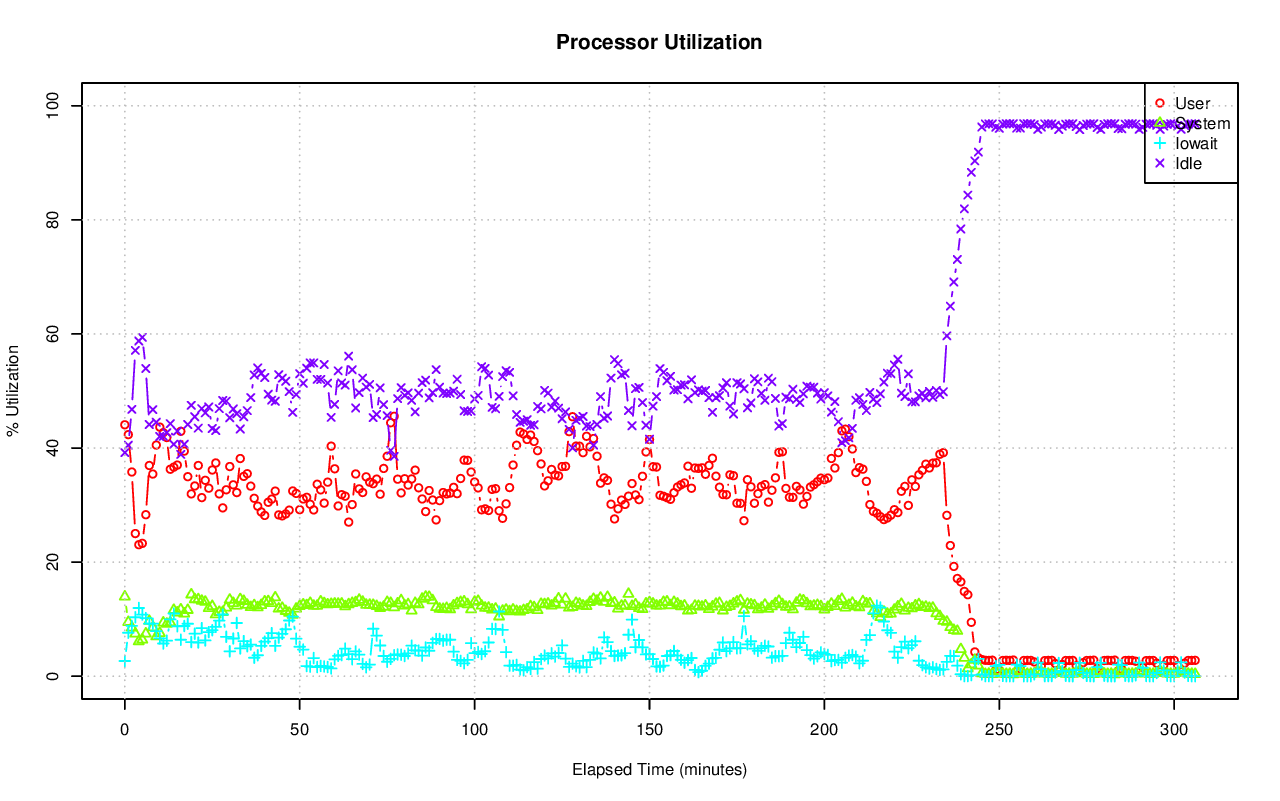 Processor Utilization
% Utilization
100
80
60
40
20
0
User
System
Iowait
Idle
0 50 100 150 200 250 300
Elapsed Time (minutes)